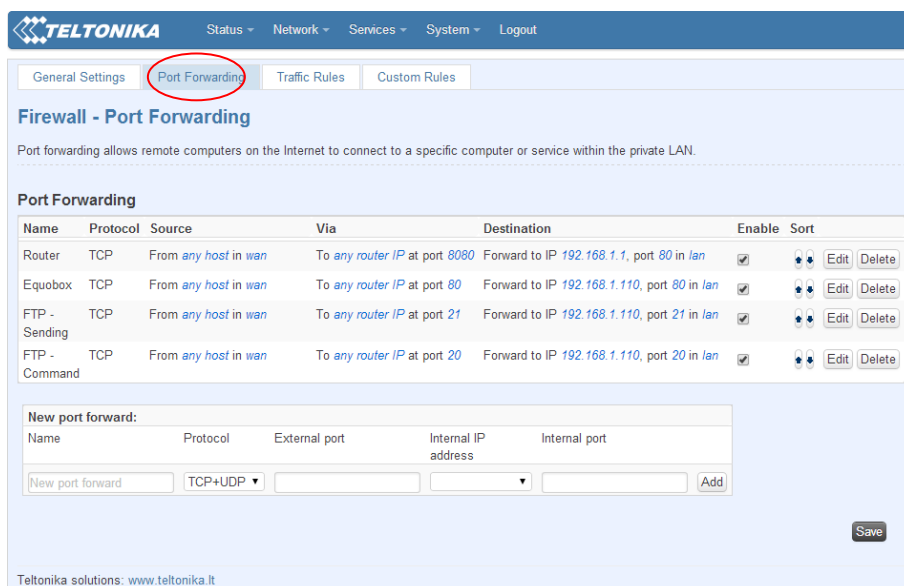 TELTONIKA Status Network Services System Logout
General Settings Port Forwarding Traffic Rules Custom Rules
Firewall - Port Forwarding
Port forwarding allows remote computers on the Internet to connect to a specific computer or service within the private LAN.
Port Forwarding
Name Protocol Source Via Destination Enable Sort
Router TCP From any host in wan To any router IP at port 8080 Forward to IP 192.168.1.1, port 80 in lan Edit Delete
Equobox TCP From any host in wan To any router IP at port 80 Forward to IP 192.168.1.110, port 80 in lan Edit Delete
FTP - TCP From any host in wan To any router IP at port 21 Forward to IP 192.168.1.110, port 21 in lan Edit Delete
Sending
FTP - TCP From any host in wan To any router IP at port 20 Forward to IP 192.168.1.110, port 20 in lan Edit Delete
Command
New port forward:
Name Protocol External port Internal IP Internal port
address
New port forward TCP+UDP Add
Save
Teltonika solutions: www.teltonika.lt